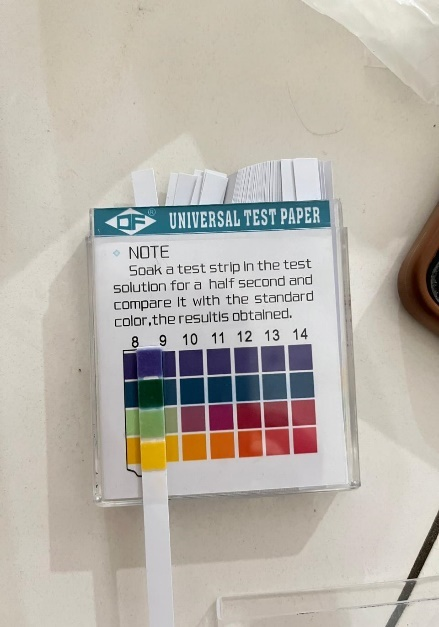 DF® UNIVERSAL TEST PAPER
NOTE
Soak a test strip in the test
solution for a half second and
compare it with the standard
color,the resultis obtained.
8 9 10 11 12 13 14